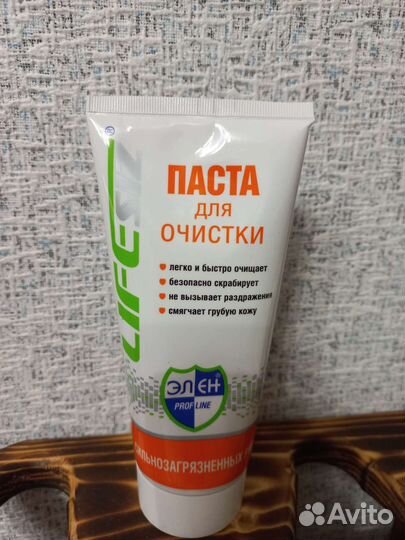 LIFE
®
ПАСТА
для
ОЧИСТКИ
легко и быстро очищает
безопасно скрабирует
не вызывает раздражения
смягчает грубую кожу
ЭЛЕН
PROF LINE
СИЛЬНОЗАГРЯЗНЕННЫХ
Avito